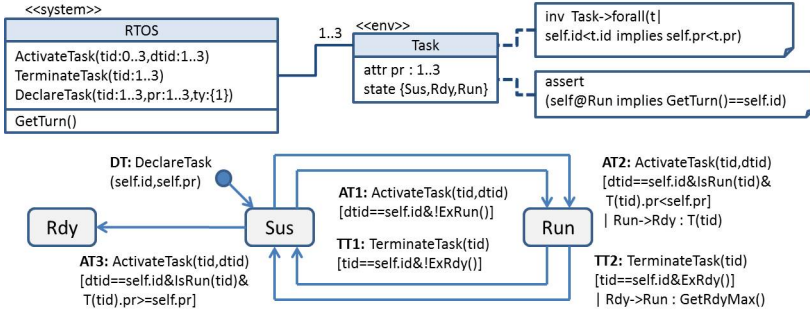 <<system>>
RTOS
ActivateTask(tid:0..3,dtid:1..3)
TerminateTask(tid:1..3)
DeclareTask(tid:1..3,pr:1..3,ty:{1})
GetTurn()
1..3
<<env>>
Task
attr pr : 1..3
state {Sus,Rdy,Run}
inv Task->forall(t|
self.id<t.id implies self.pr<t.pr)
assert
(self@Run implies GetTurn()==self.id)
DT: DeclareTask
(self.id,self.pr)
Rdy
Sus
Run
AT1: ActivateTask(tid,dtid)
[dtid==self.id&!ExRun()]
TT1: TerminateTask(tid)
[tid==self.id&!ExRdy()]
AT2: ActivateTask(tid,dtid)
[dtid==self.id&IsRun(tid)&
T(tid).pr<self.pr]
| Run->Rdy : T(tid)
AT3: ActivateTask(tid,dtid)
[dtid==self.id&IsRun(tid)&
T(tid).pr>=self.pr]
TT2: TerminateTask(tid)
[tid==self.id&ExRdy()]
| Rdy->Run : GetRdyMax()